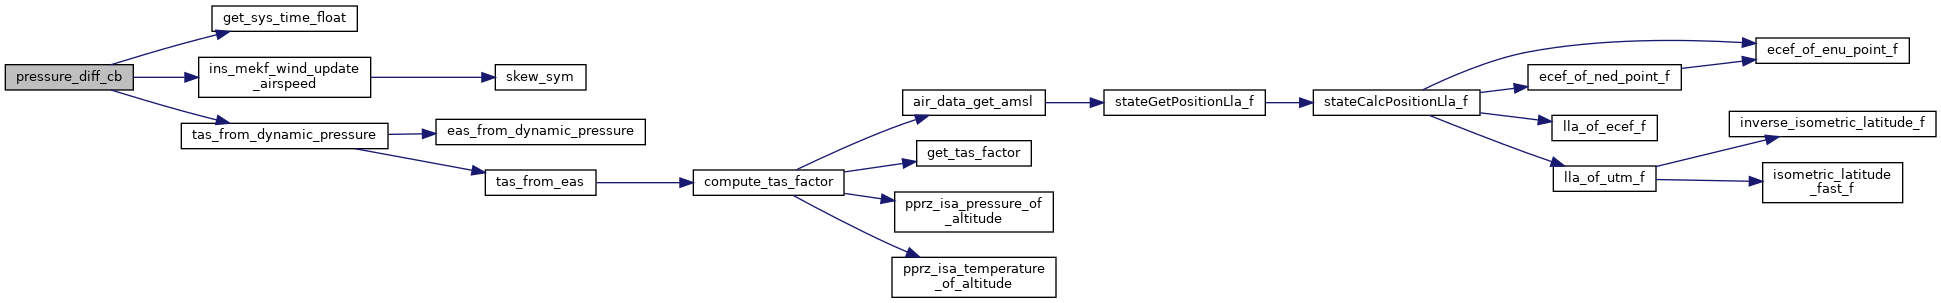 pressure_diff_cb
get_sys_time_float
ins_mekf_wind_update
_airspeed
skew_sym
tas_from_dynamic_pressure
eas_from_dynamic_pressure
tas_from_eas
compute_tas_factor
air_data_get_amsl
get_tas_factor
pprz_isa_pressure_of
_altitude
pprz_isa_temperature
_of_altitude
stateGetPositionLla_f
stateCalcPositionLla_f
ecef_of_enu_point_f
ecef_of_ned_point_f
lla_of_ecef_f
lla_of_utm_f
inverse_isometric_latitude_f
isometric_latitude
_fast_f